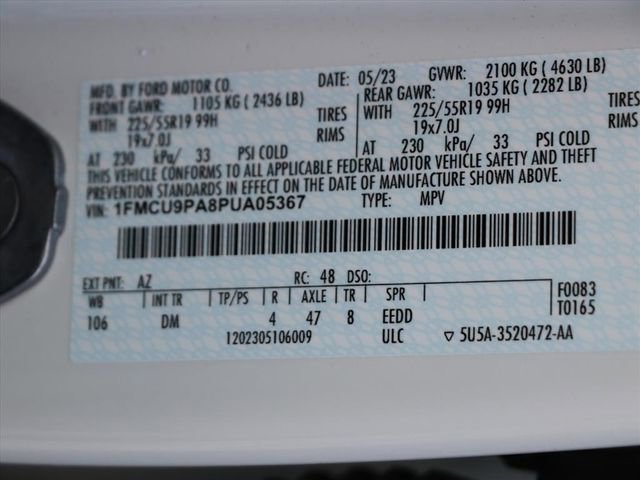 MFD. BY FORD MOTOR CO. DATE: 05/23 GVWR: 2100 KG ( 4630 LB)
FRONT GAWR: 1105 KG ( 2436 LB) REAR GAWR: 1035 KG ( 2282 LB)
WITH 225/55R19 99H TIRES WITH 225/55R19 99H TIRES
19x7.0J RIMS 19x7.0J RIMS
AT 230 kPa/ 33 PSI COLD AT 230 kPa/ 33 PSI COLD
THIS VEHICLE CONFORMS TO ALL APPLICABLE FEDERAL MOTOR VEHICLE SAFETY AND THEFT
PREVENTION STANDARDS IN EFFECT ON THE DATE OF MANUFACTURE SHOWN ABOVE.
VIN: 1FMCU9PA8PUA05367 TYPE: MPV
EXT PNT: AZ RC: 48 DSO:
WB INT TR TP/PS R AXLE TR SPR F0083
106 DM 4 47 8 EEDD T0165
1202305106009 ULC ▽ 5U5A-3520472-AA